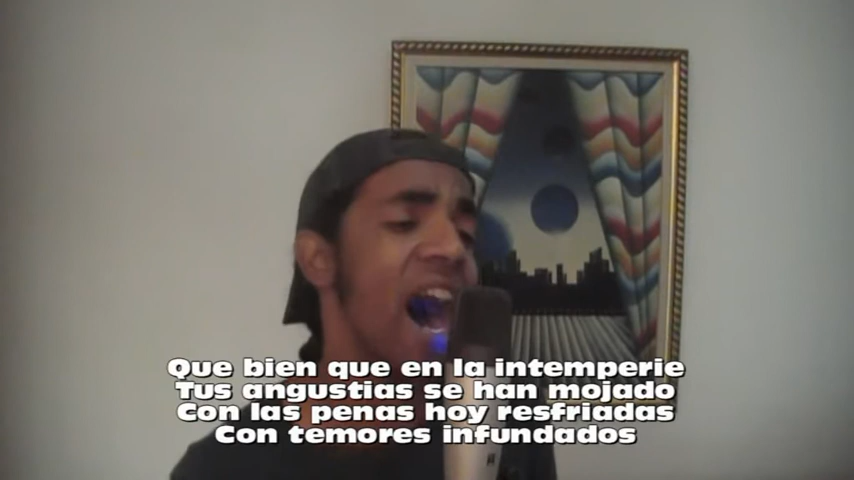 Que bien que en la intemperie
Tus angustias se han mojado
Con las penas hoy resfriadas
Con temores infundados